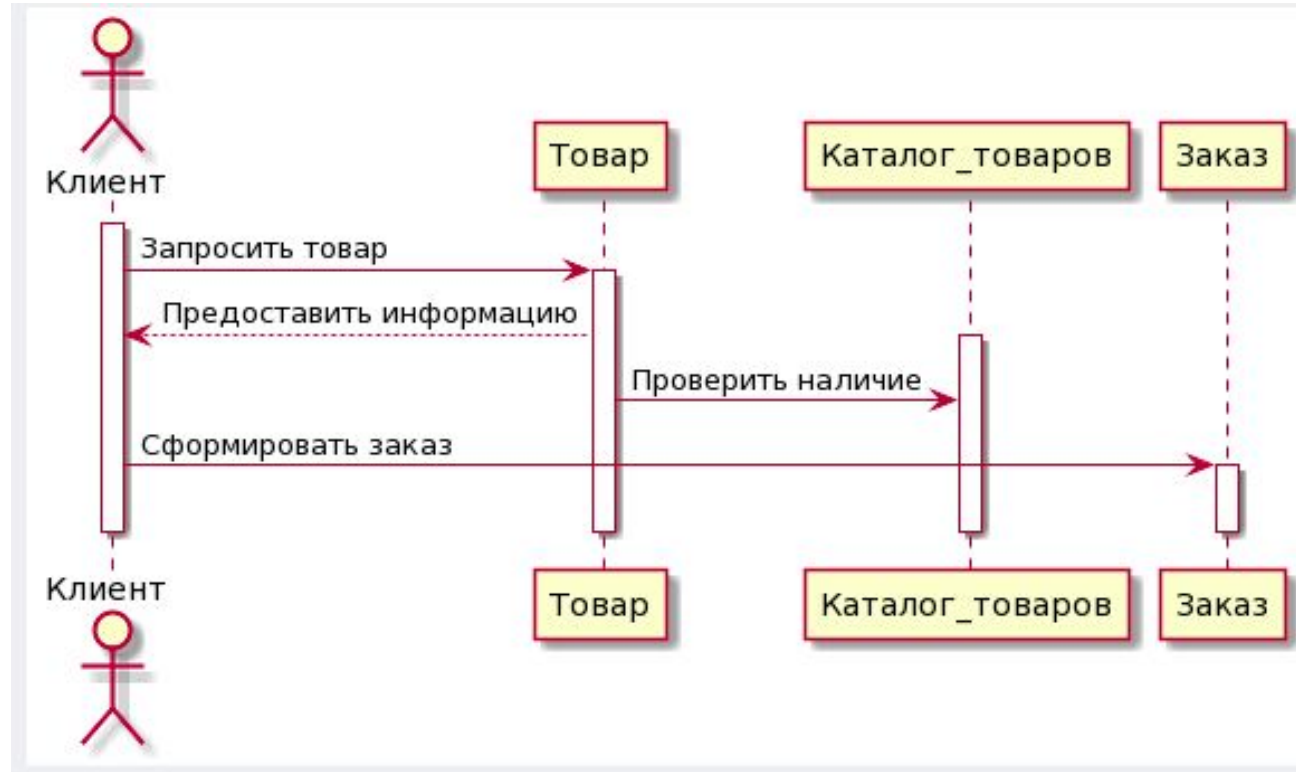 Клиент
Товар
Каталог_товаров
Заказ
Запросить товар
Предоставить информацию
Проверить наличие
Сформировать заказ
Клиент
Товар
Каталог_товаров
Заказ